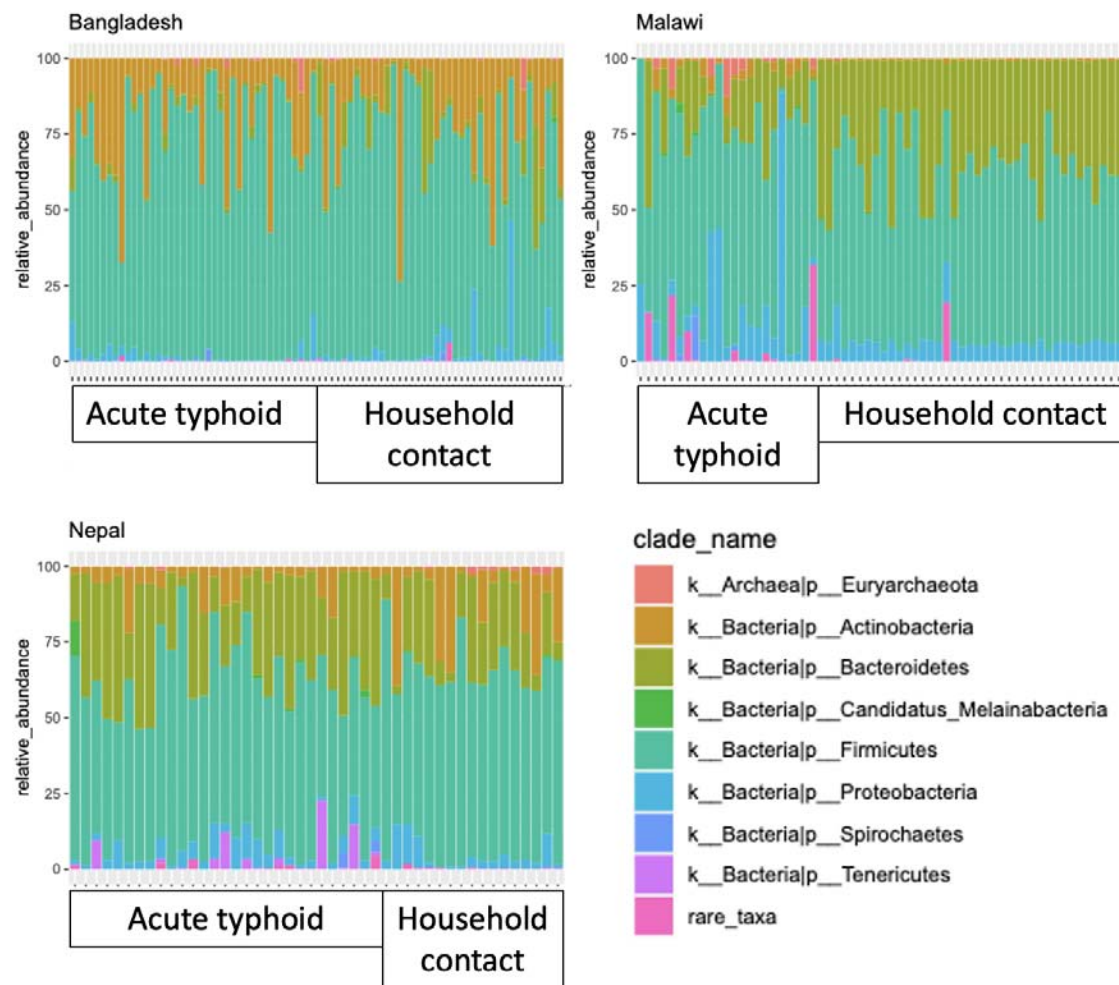 Bangladesh
100
75
50
25
0
relative_abundance
Acute typhoid
Household
contact
Malawi
100
75
50
25
0
relative_abundance
Acute
typhoid
Household contact
Nepal
100
75
50
25
0
relative_abundance
Acute typhoid
Household
contact
clade_name
k__Archaea|p__Euryarchaeota
k__Bacteria|p__Actinobacteria
k__Bacteria|p__Bacteroidetes
k__Bacteria|p__Candidatus_Melainabacteria
k__Bacteria|p__Firmicutes
k__Bacteria|p__Proteobacteria
k__Bacteria|p__Spirochaetes
k__Bacteria|p__Tenericutes
rare_taxa